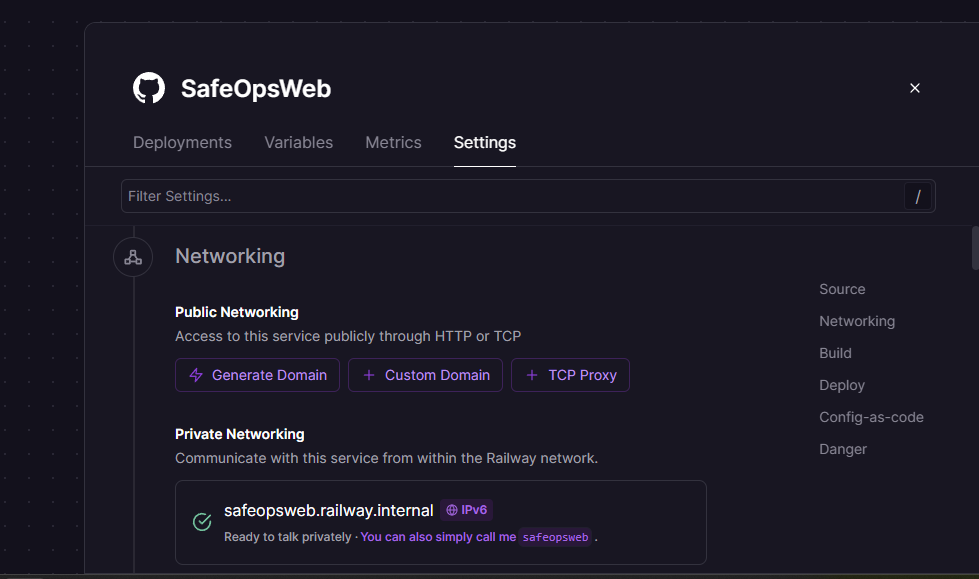 SafeOpsWeb
Deployments Variables Metrics Settings
Filter Settings... /
Networking
Public Networking
Access to this service publicly through HTTP or TCP
Generate Domain + Custom Domain + TCP Proxy
Private Networking
Communicate with this service from within the Railway network.
safeopsweb.railway.internal IPv6
Ready to talk privately · You can also simply call me safeopsweb .
Source
Networking
Build
Deploy
Config-as-code
Danger